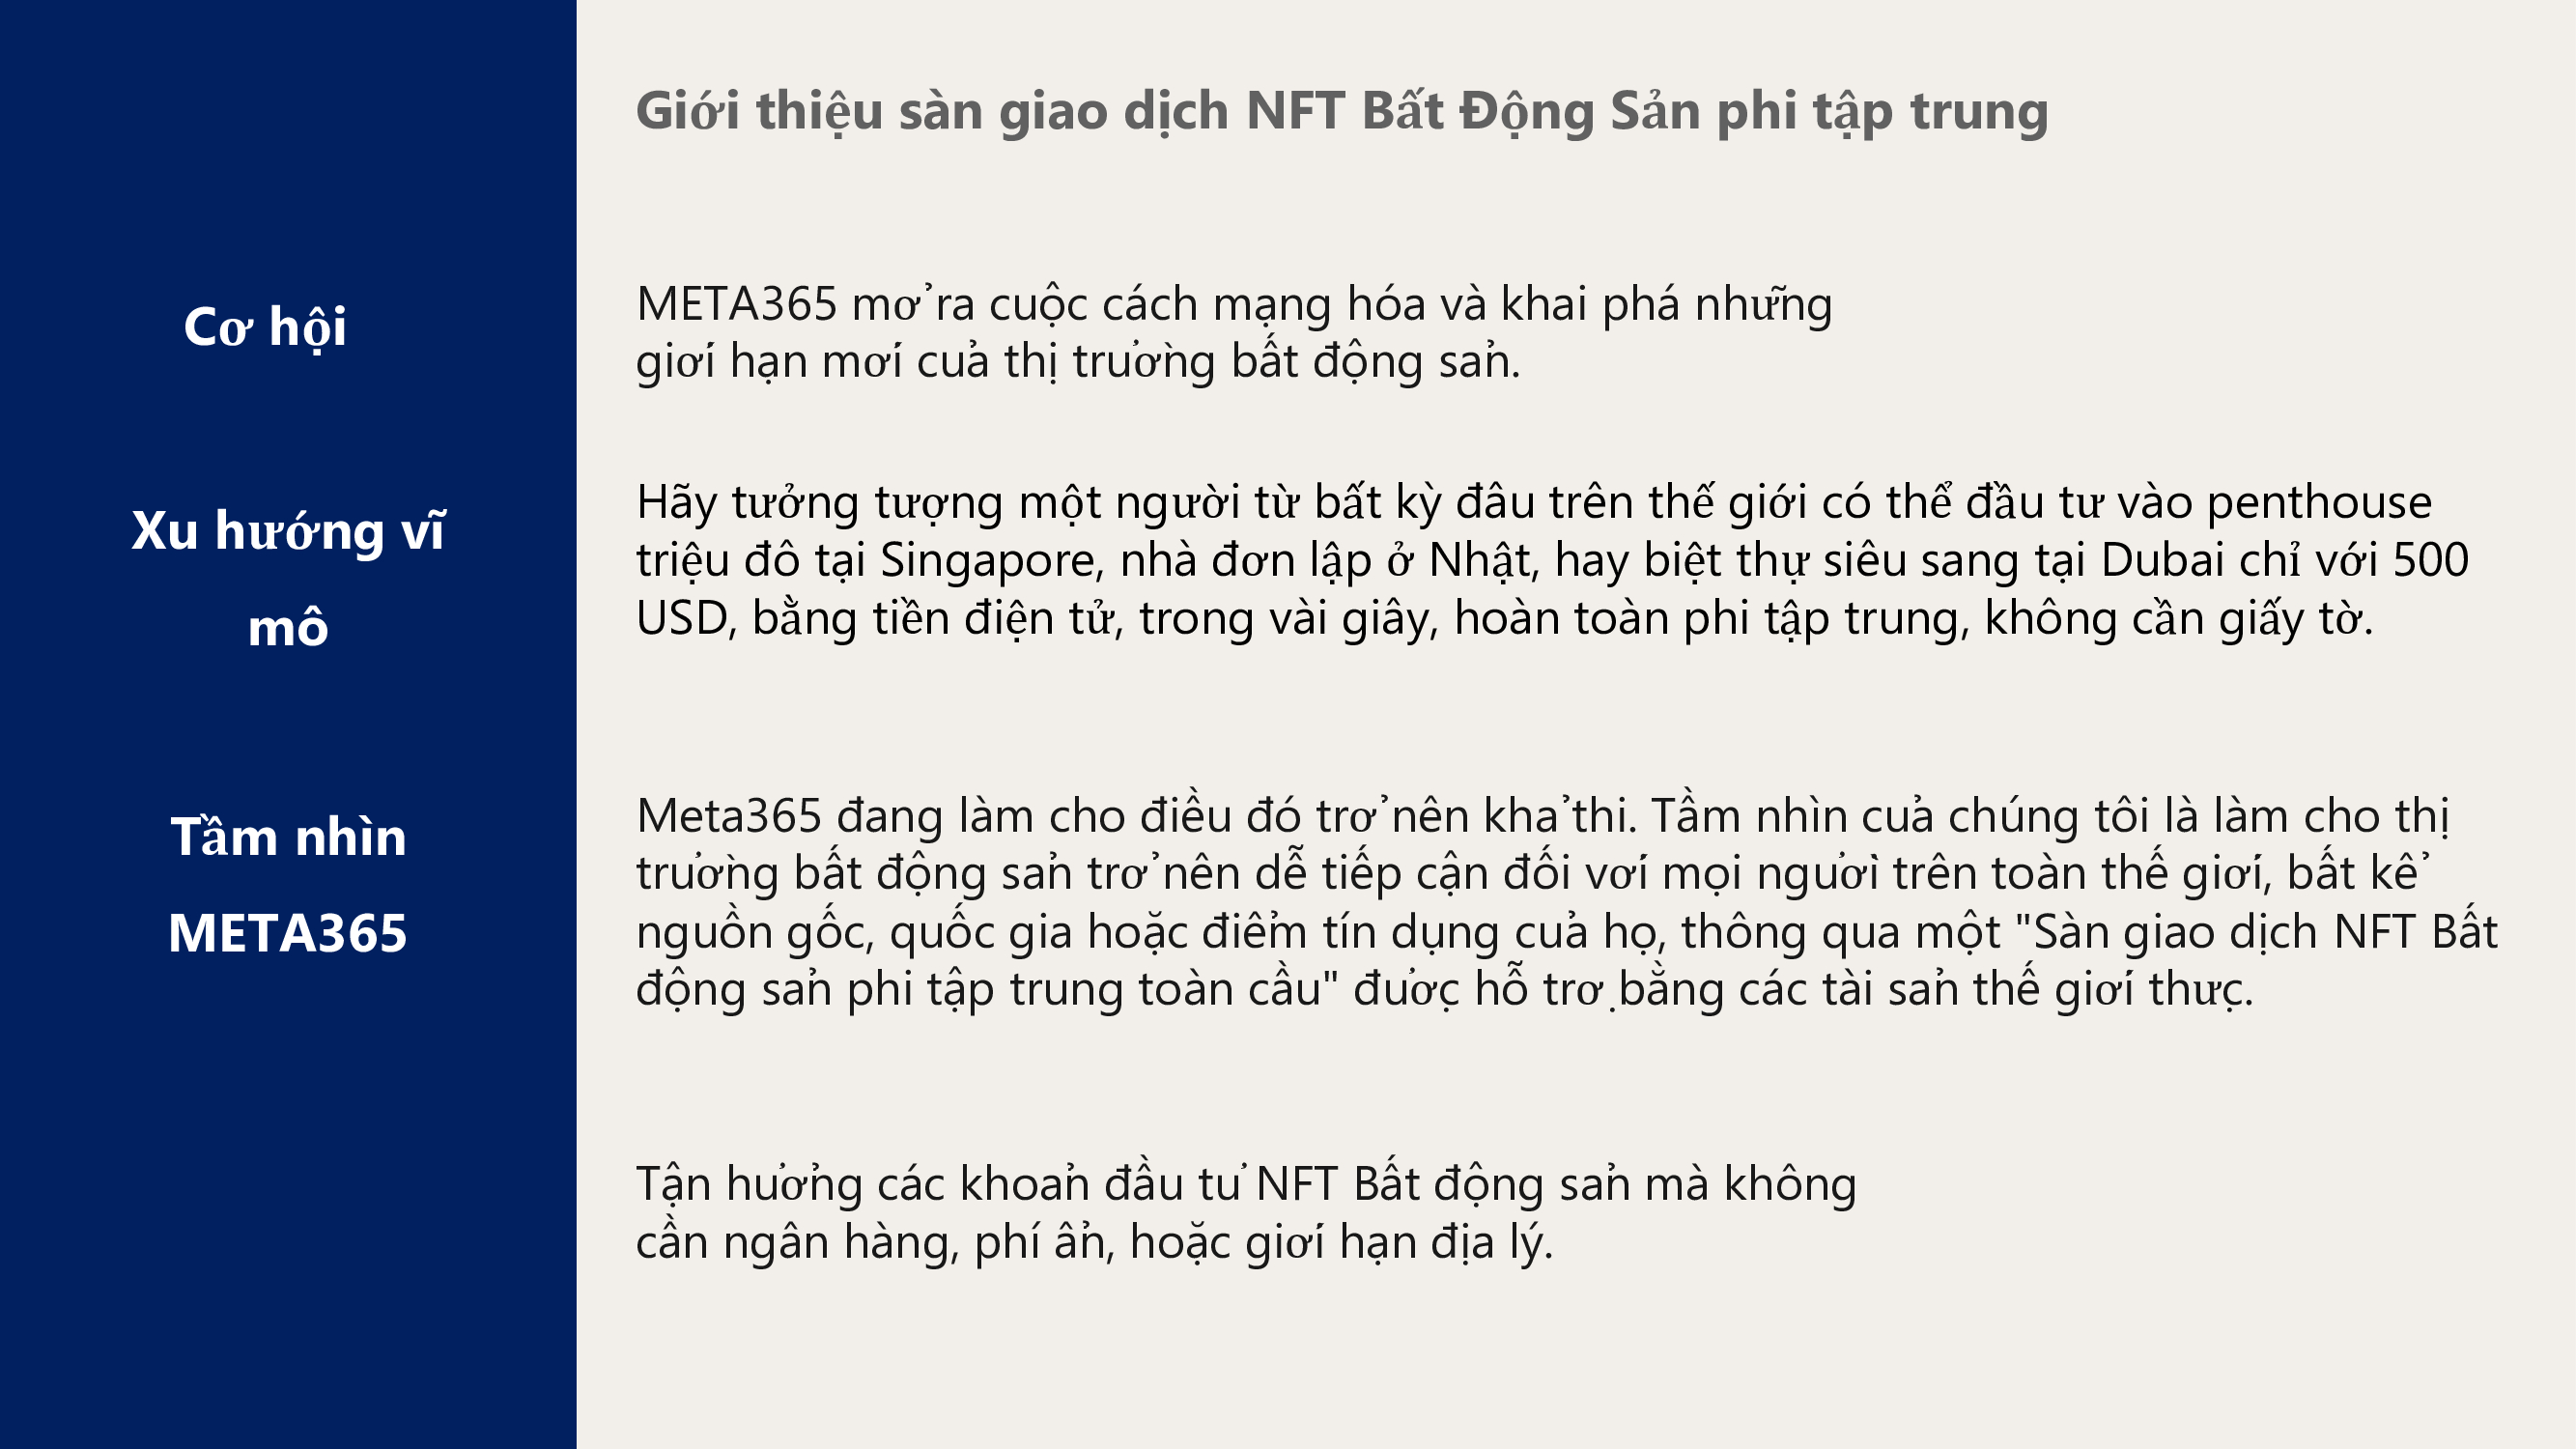 Giới thiệu sàn giao dịch NFT Bất Động Sản phi tập trung
Cơ hội
META365 mở ra cuộc cách mạng hóa và khai phá những
giới hạn mới của thị trường bất động sản.
Xu hướng vĩ
mô
Hãy tưởng tượng một người từ bất kỳ đâu trên thế giới có thể đầu tư vào penthouse
triệu đô tại Singapore, nhà đơn lập ở Nhật, hay biệt thự siêu sang tại Dubai chỉ với 500
USD, bằng tiền điện tử, trong vài giây, hoàn toàn phi tập trung, không cần giấy tờ.
Tầm nhìn
META365
Meta365 đang làm cho điều đó trở nên khả thi. Tầm nhìn của chúng tôi là làm cho thị
trường bất động sản trở nên dễ tiếp cận đối với mọi người trên toàn thế giới, bất kể
nguồn gốc, quốc gia hoặc điểm tín dụng của họ, thông qua một "Sàn giao dịch NFT Bất
động sản phi tập trung toàn cầu" được hỗ trợ bằng các tài sản thế giới thực.
Tận hưởng các khoản đầu tư NFT Bất động sản mà không
cần ngân hàng, phí ẩn, hoặc giới hạn địa lý.